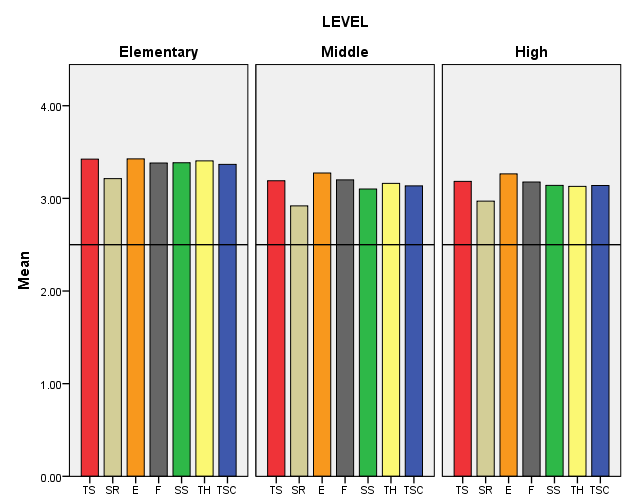 LEVEL
Elementary Middle High
4.00
3.00
2.00
1.00
0.00
Mean
TS SR E F SS TH TSC TS SR E F SS TH TSC TS SR E F SS TH TSC